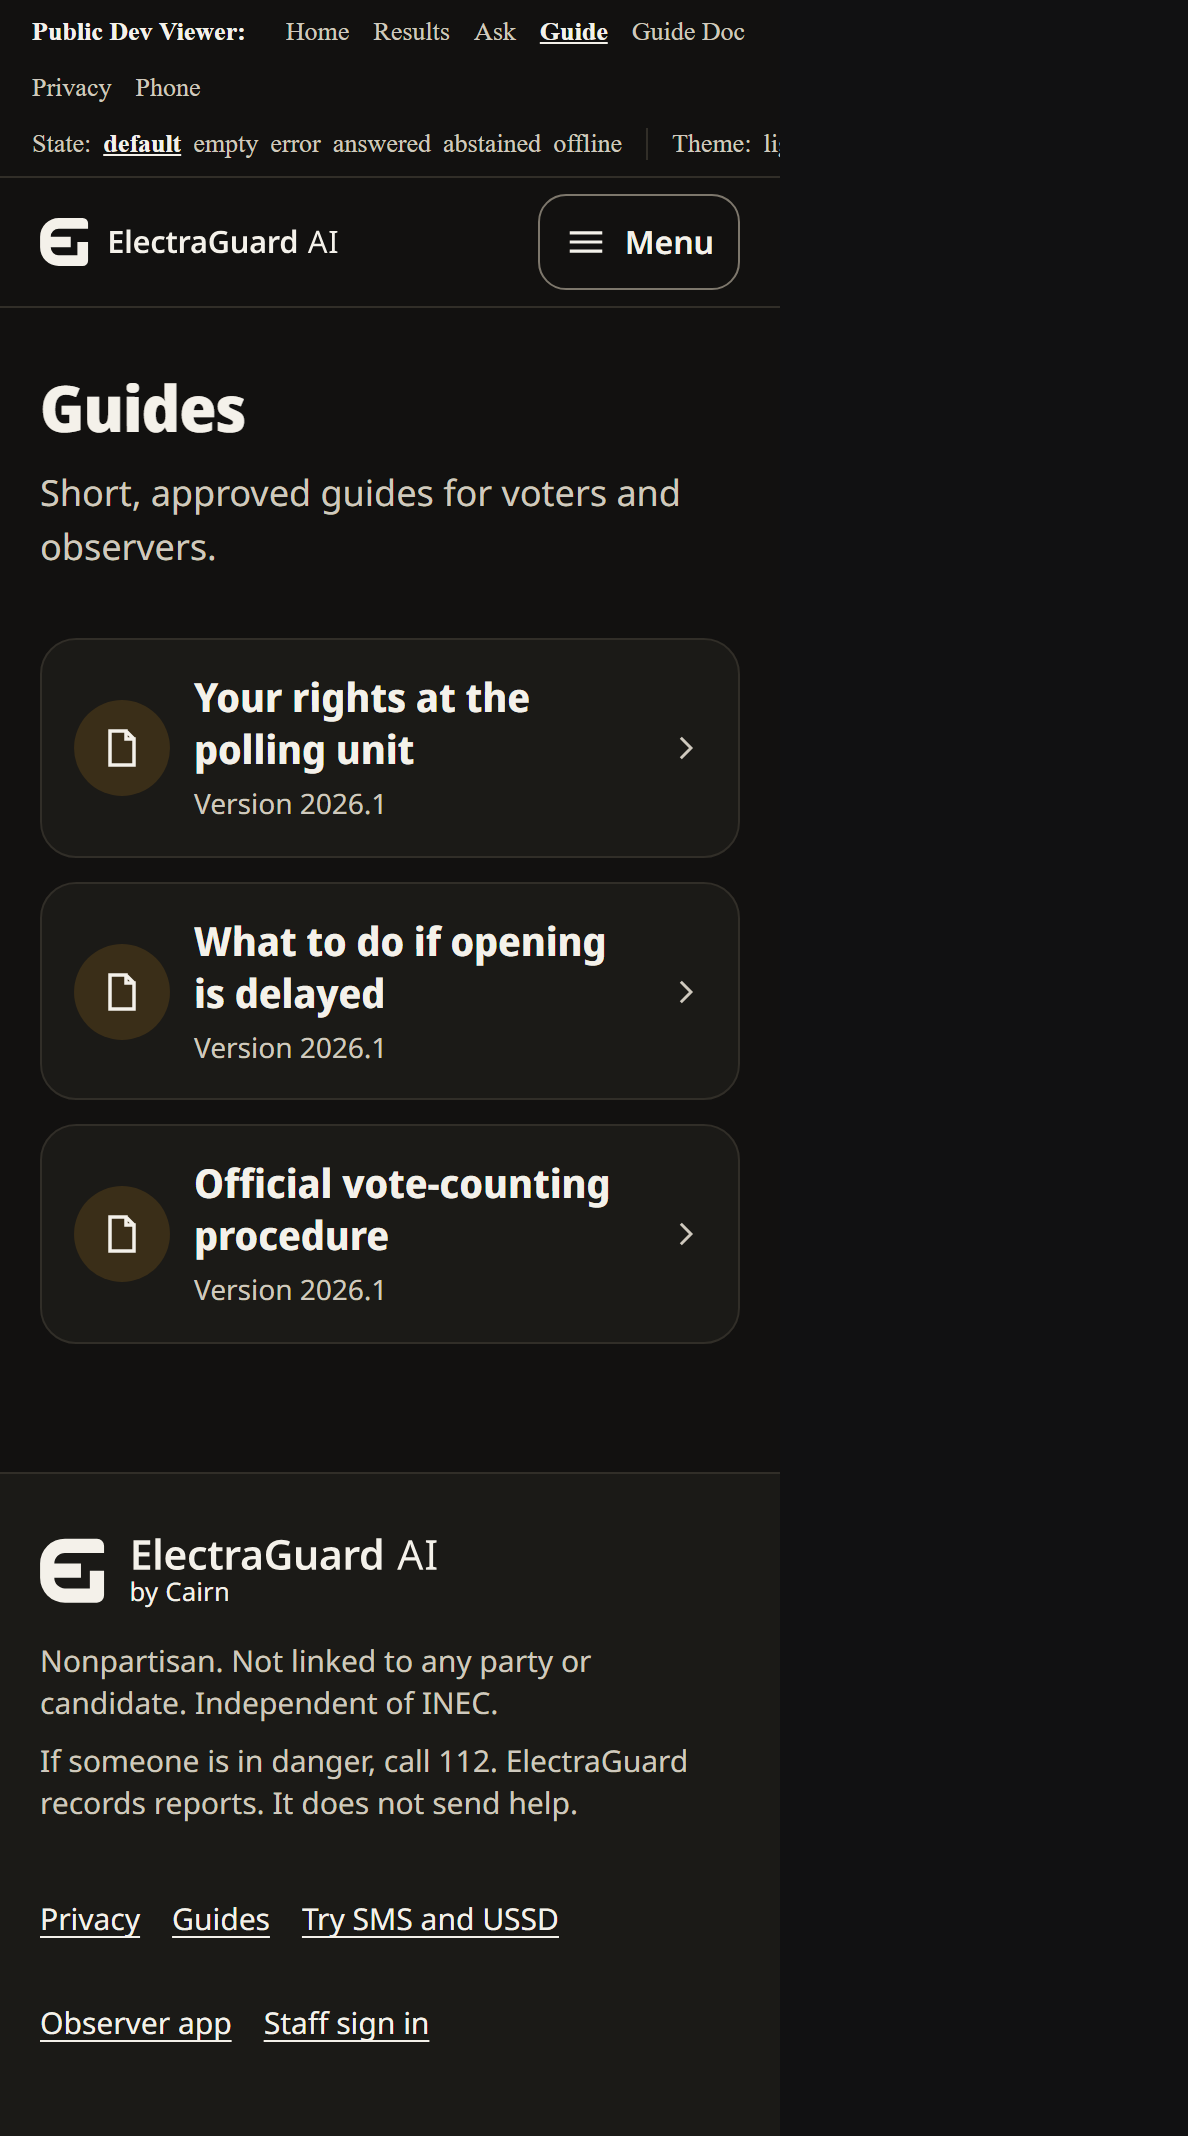 Public Dev Viewer: Home Results Ask Guide Guide Doc
Privacy Phone
State: default empty error answered abstained offline Theme:
ElectraGuard AI
Menu
Guides
Short, approved guides for voters and
observers.
Your rights at the
polling unit
Version 2026.1
What to do if opening
is delayed
Version 2026.1
Official vote-counting
procedure
Version 2026.1
ElectraGuard AI
by Cairn
Nonpartisan. Not linked to any party or
candidate. Independent of INEC.
If someone is in danger, call 112. ElectraGuard
records reports. It does not send help.
Privacy Guides Try SMS and USSD
Observer app Staff sign in